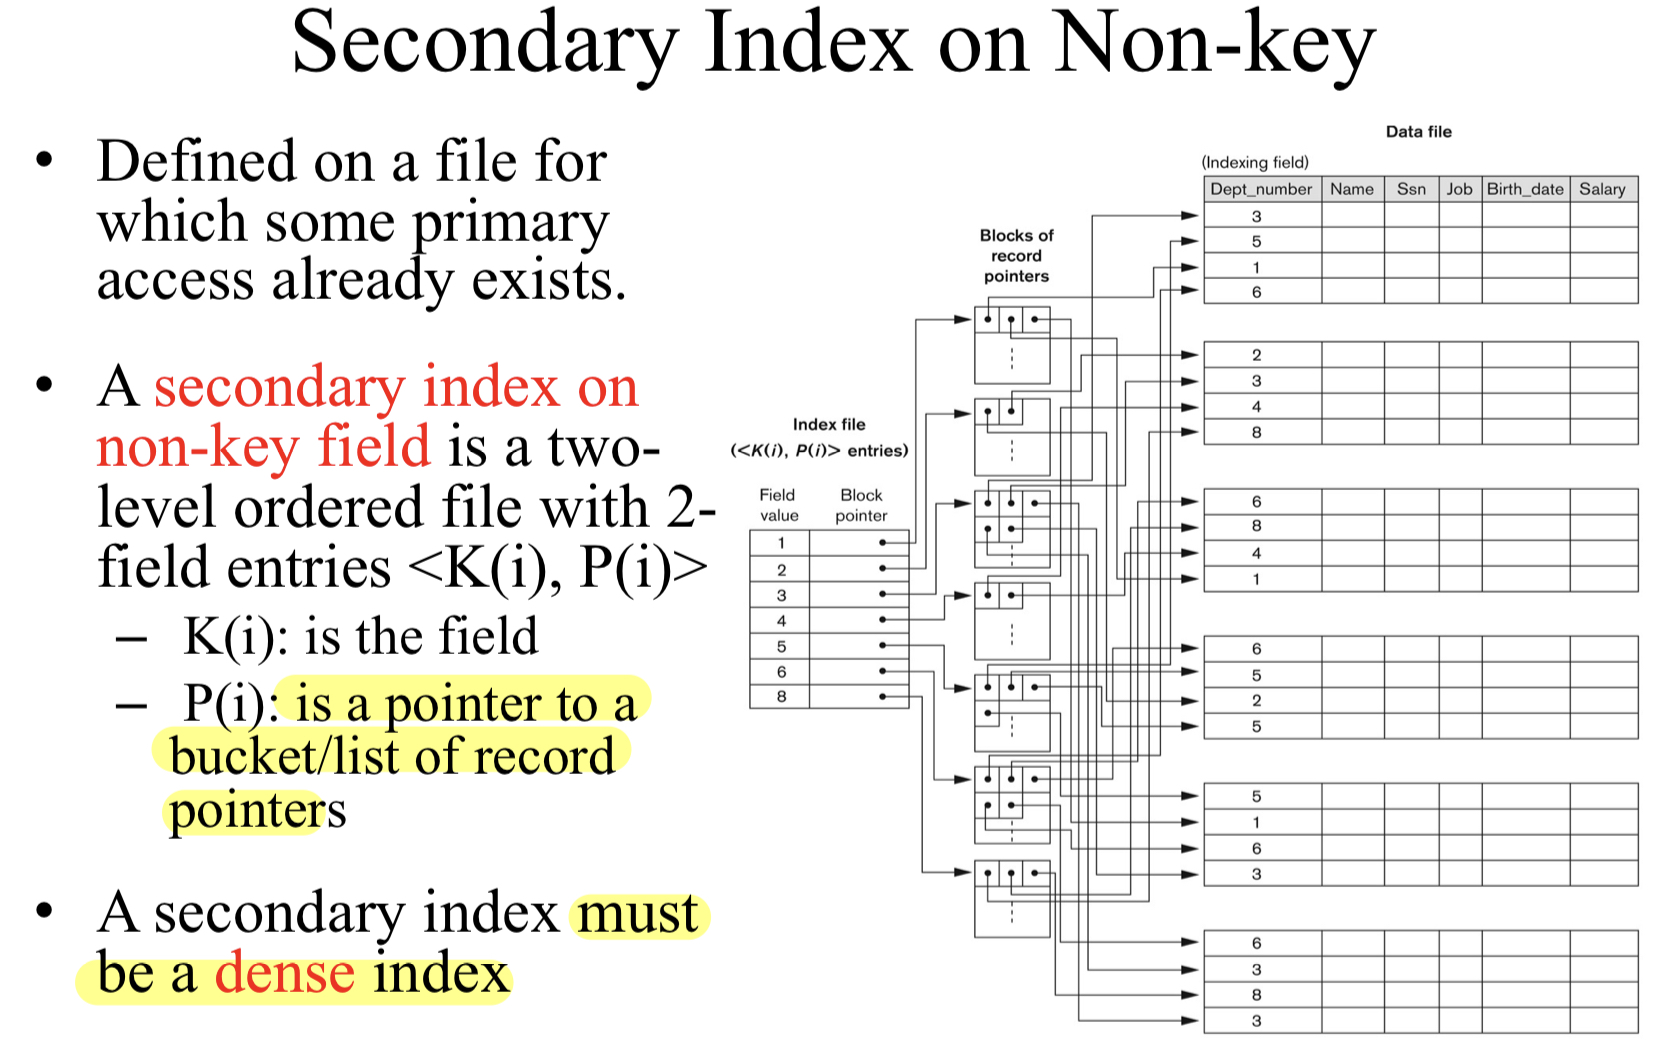 Secondary Index on Non-key
• Defined on a file for
which some primary
access already exists.
• A secondary index on
non-key field is a two-
level ordered file with 2-
field entries <K(i), P(i)>
– K(i): is the field
– P(i): is a pointer to a
bucket/list of record
pointers
• A secondary index must
be a dense index
Index file
(<K(i), P(i)> entries)
Field value Block pointer
1
2
3
4
5
6
8
Blocks of
record
pointers
Data file
(Indexing field)
Dept_number Name Ssn Job Birth_date Salary
3
5
1
6
2
3
4
8
6
8
4
1
6
5
2
5
5
1
6
3
6
3
8
3